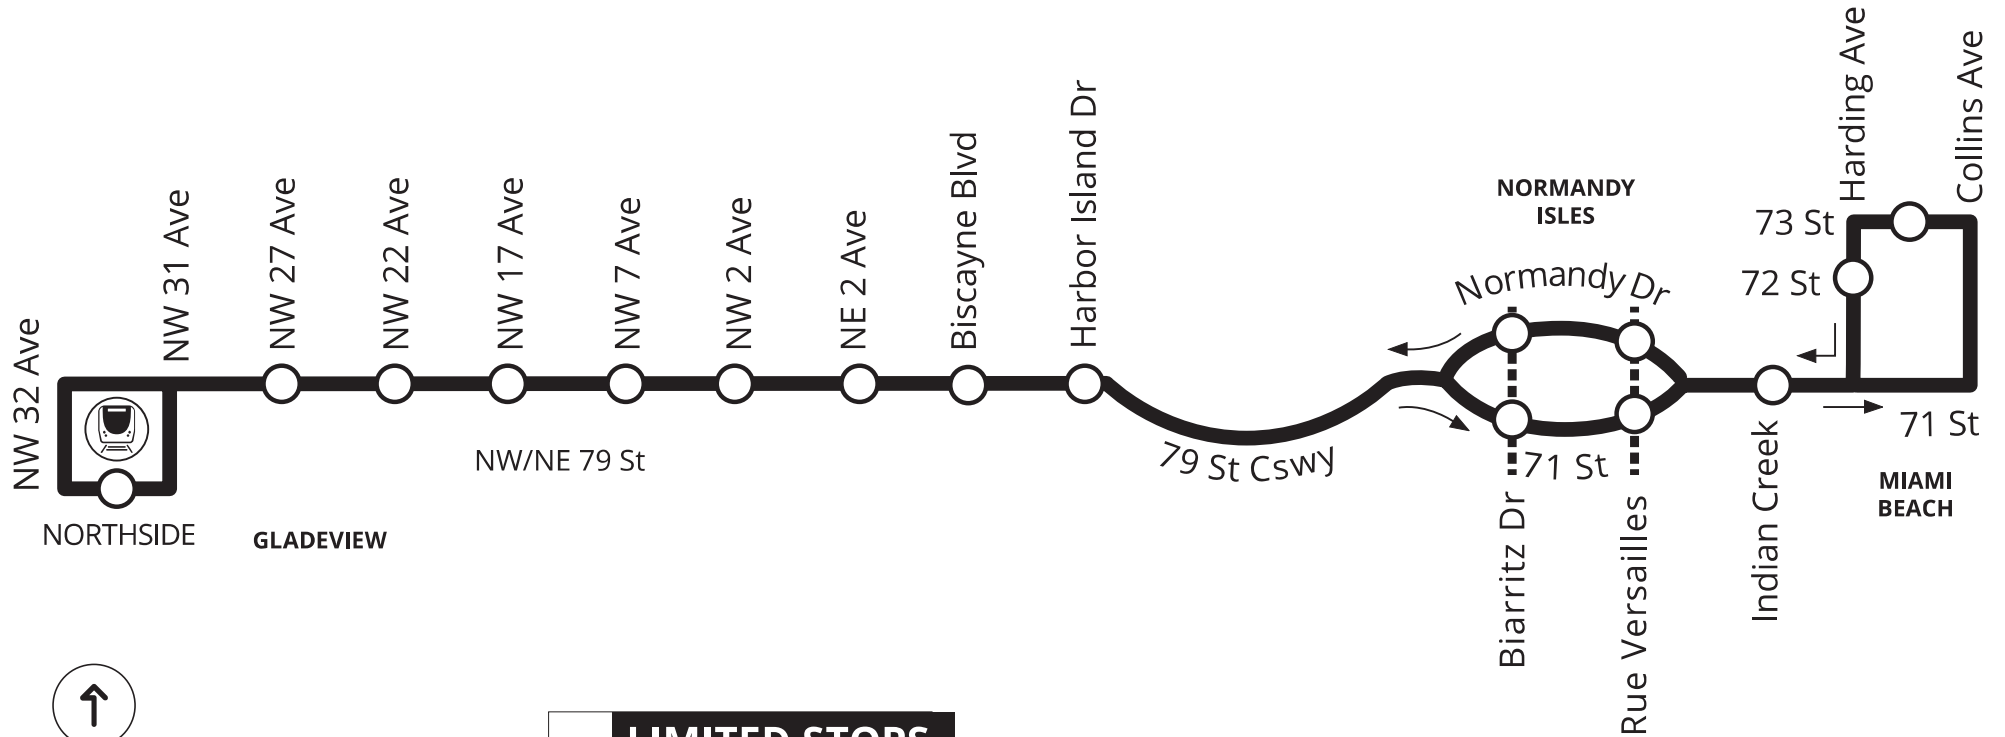 NW 32 Ave
NW 31 Ave
NW 27 Ave
NW 22 Ave
NW 17 Ave
NW 7 Ave
NW 2 Ave
NE 2 Ave
Biscayne Blvd
Harbor Island Dr
NORMANDY
ISLES
Normandy Dr
Harding Ave
Collins Ave
73 St
72 St
71 St
MIAMI
BEACH
NW/NE 79 St
79 St Cswy
71 St
Biarritz Dr
Rue Versailles
Indian Creek
NORTHSIDE
GLADEVIEW
LIMITED STOPS